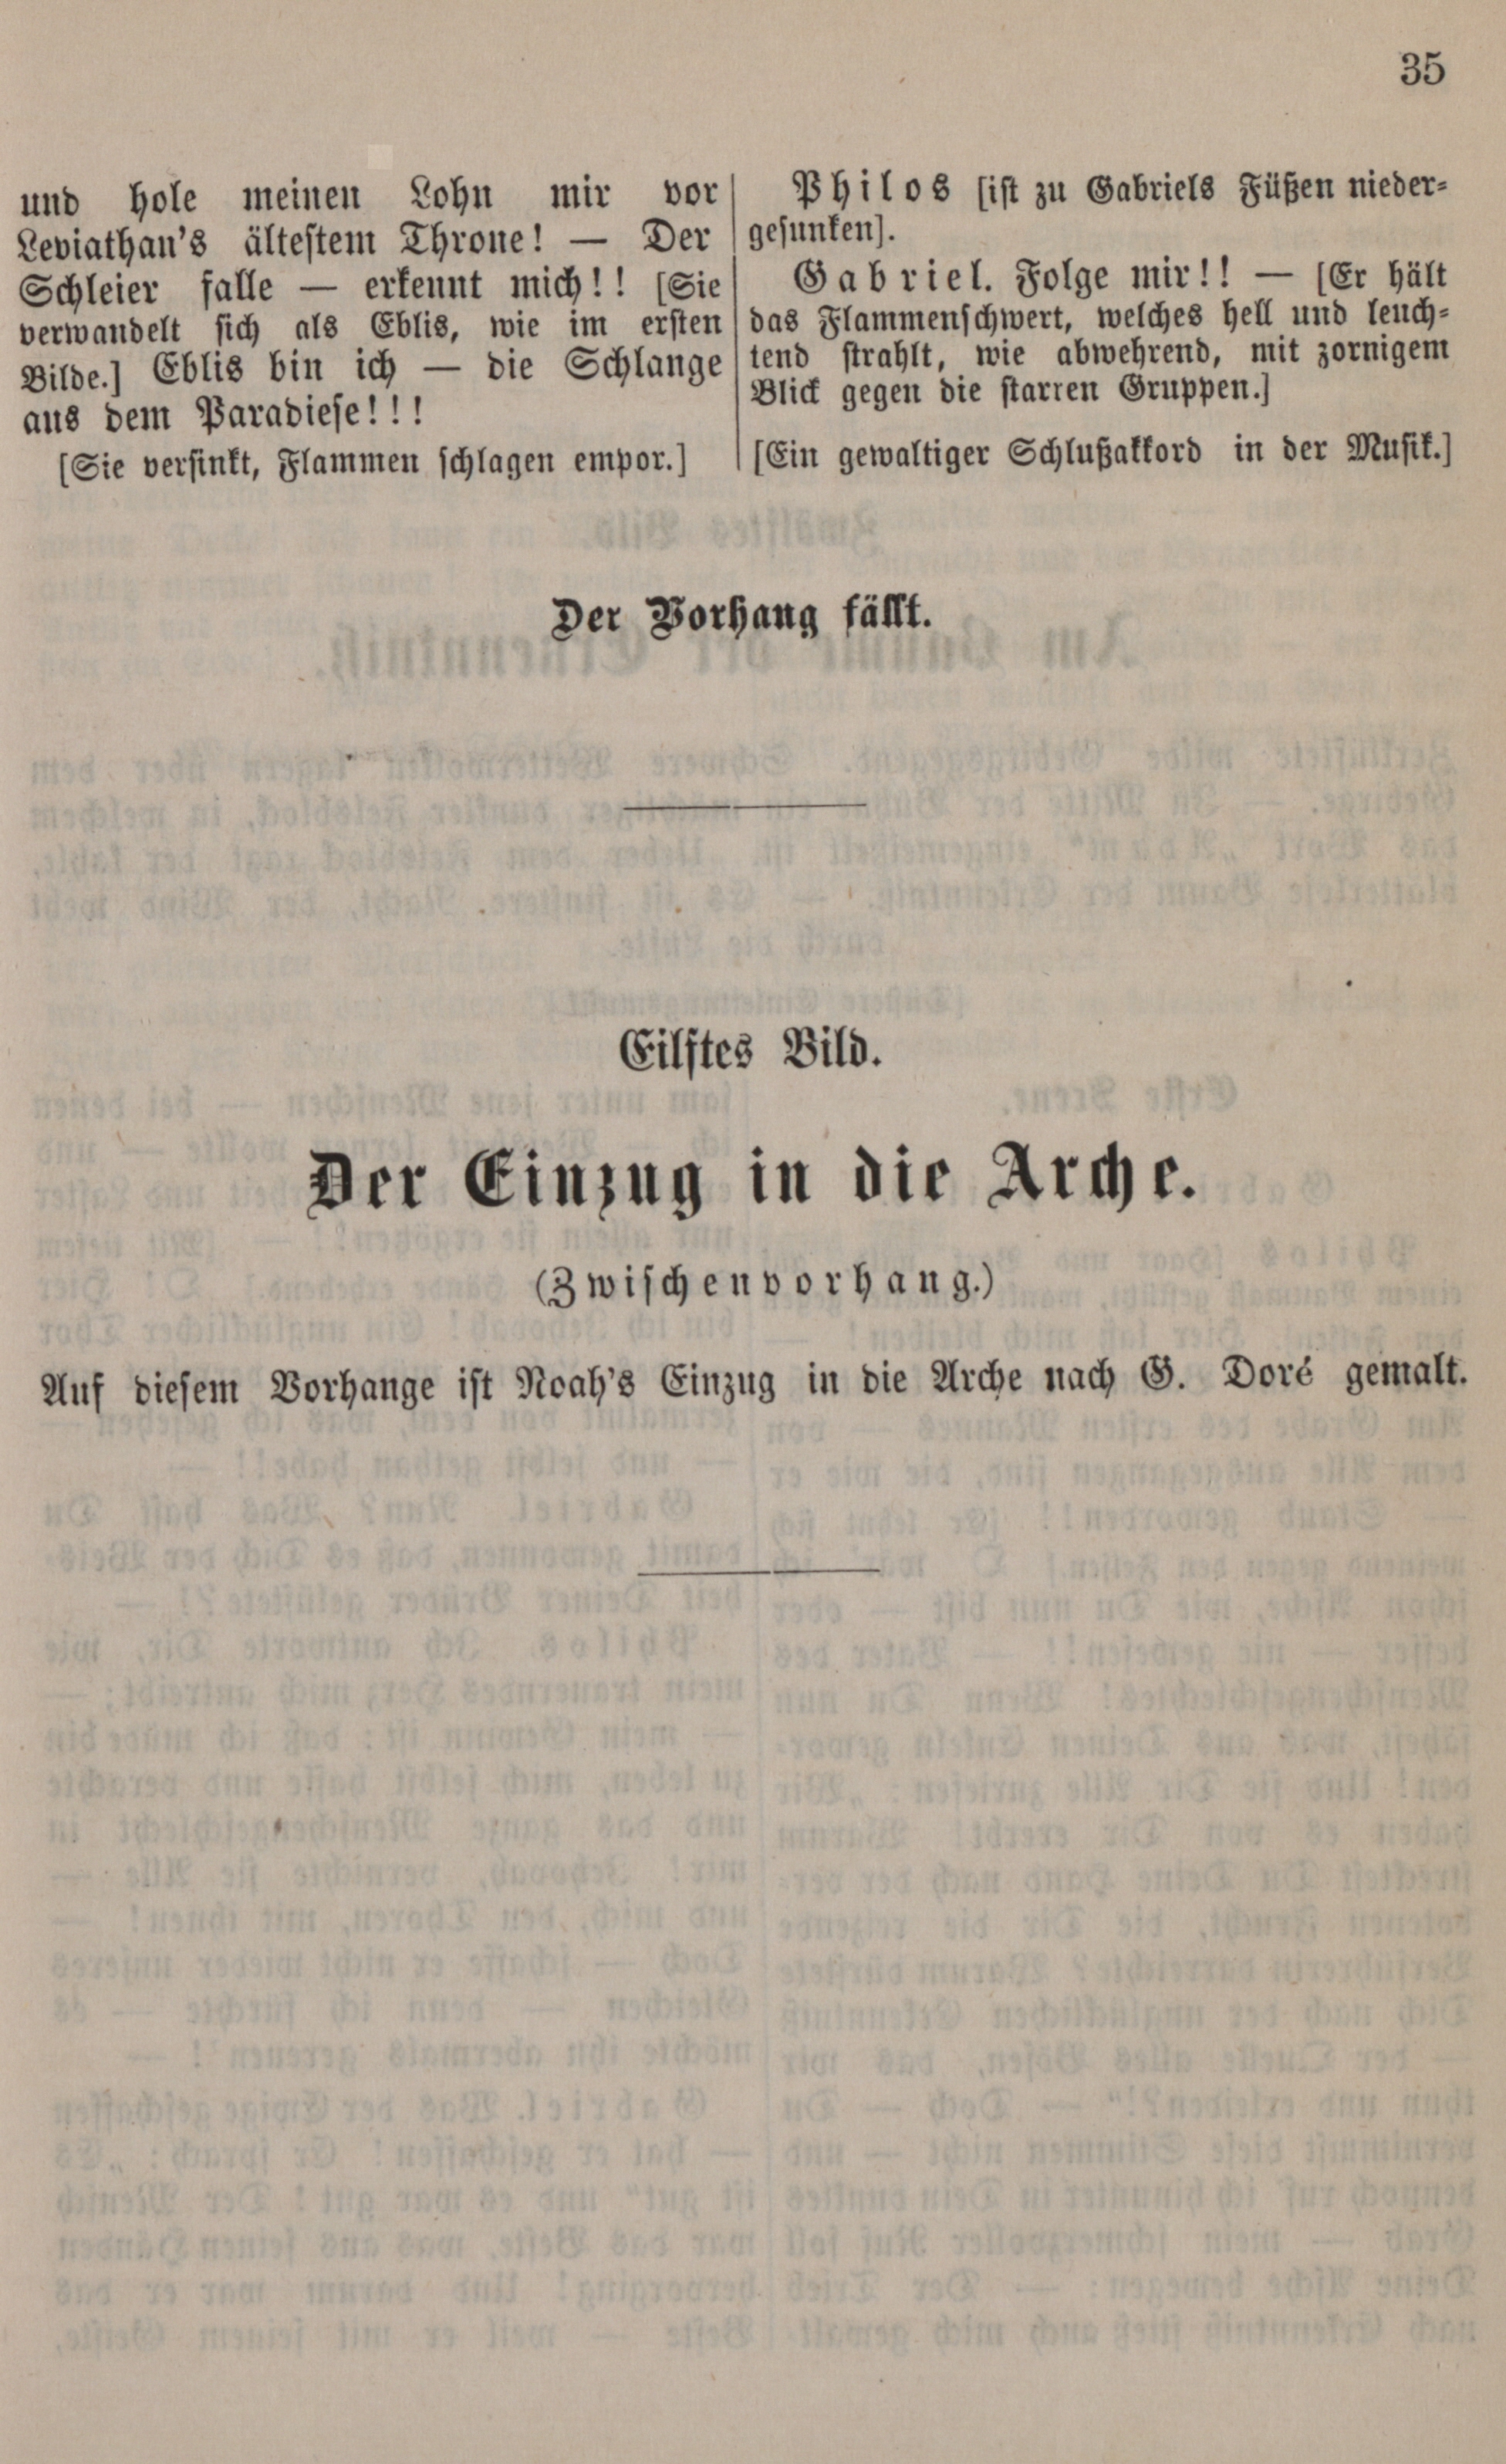 35
und hole meinen Lohn mir vor
Leviathan's ältestem Throne! — Der
Schleier falle — erkennt mich!! [Sie
verwandelt sich als Eblis, wie im ersten
Bilde.] Eblis bin ich — die Schlange
aus dem Paradiese!!!
[Sie versinkt, Flammen schlagen empor.]
Philos [ist zu Gabriels Füßen nieder-
gesunken].
Gabriel. Folge mir!! — [Er hält
das Flammenschwert, welches hell und leuch-
tend strahlt, wie abwehrend, mit zornigem
Blick gegen die starren Gruppen.]
[Ein gewaltiger Schlußakkord in der Musik.]
Der Vorhang fällt.
Eilftes Bild.
Der Einzug in die Arche.
(Zwischenvorhang.)
Auf diesem Vorhange ist Noah's Einzug in die Arche nach G. Doré gemalt.